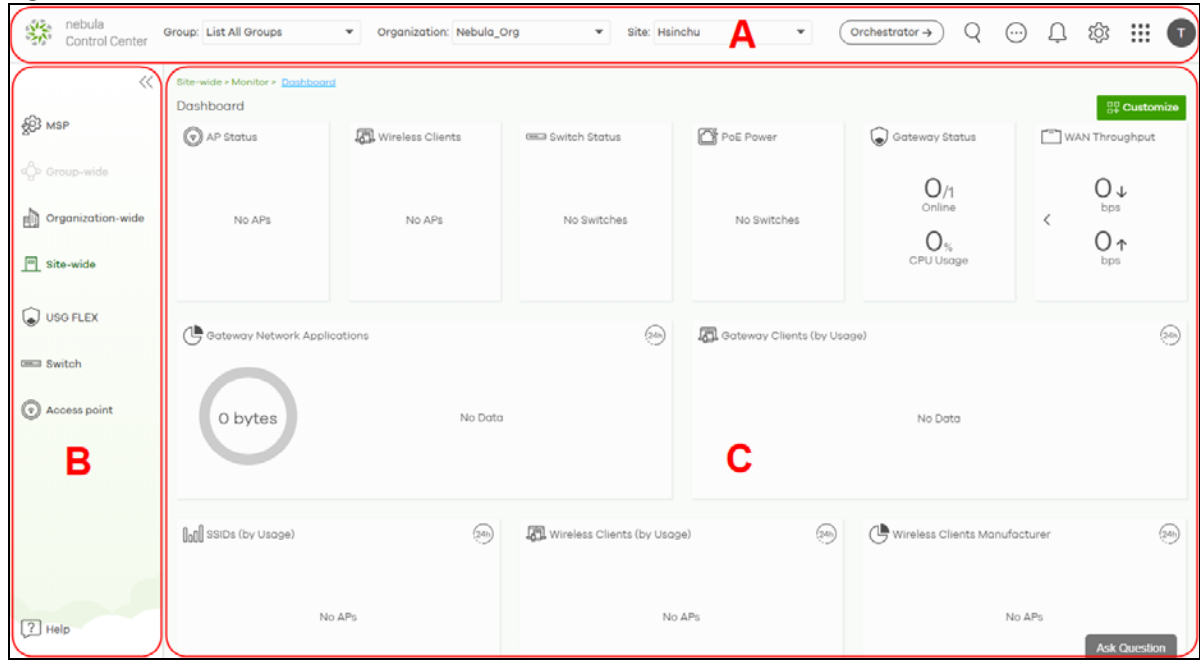 nebula
Control Center
Group: List All Groups
Organization: Nebula_Org
Site: Hsinchu
A
Orchestrator →
T
MSP
Group-wide
Organization-wide
Site-wide
USG FLEX
Switch
Access point
B
? Help
Site-wide > Monitor > Dashboard
Dashboard
Customize
AP Status
No APs
Wireless Clients
No APs
Switch Status
No Switches
PoE Power
No Switches
Gateway Status
0/1
Online
0%
CPU Usage
WAN Throughput
0 ↓
bps
0 ↑
bps
Gateway Network Applications
24h
0 bytes
No Data
Gateway Clients (by Usage)
24h
No Data
C
SSIDs (by Usage)
24h
No APs
Wireless Clients (by Usage)
24h
No APs
Wireless Clients Manufacturer
24h
No APs
Ask Question